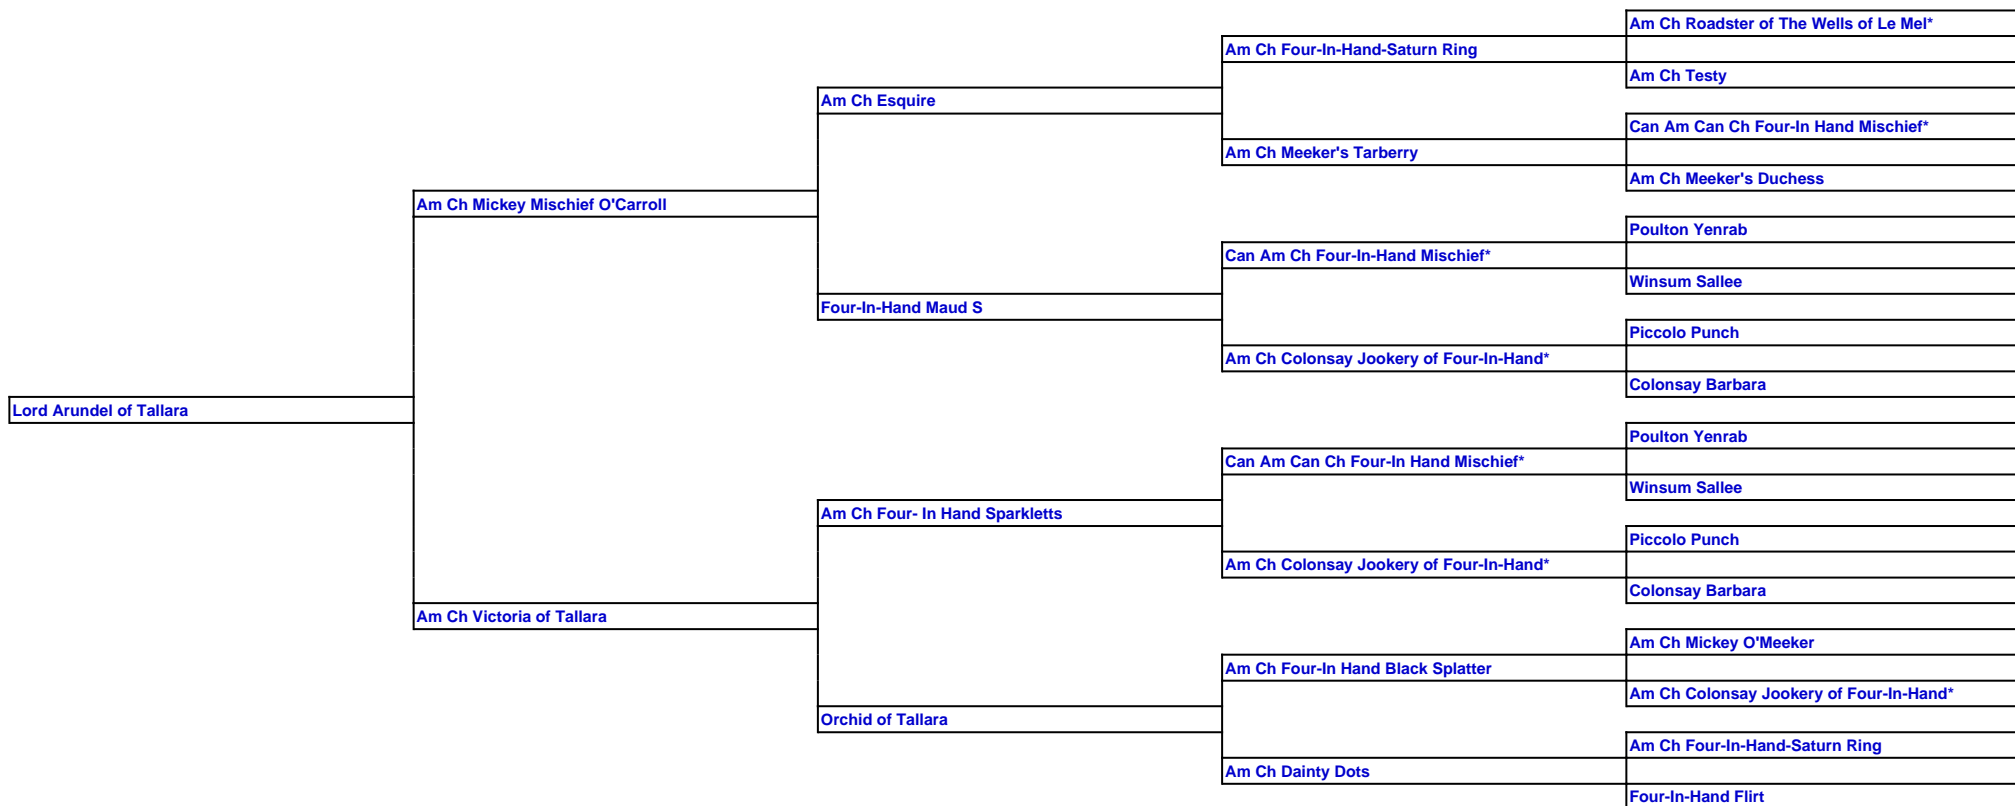 Am Ch Roadster of The Wells of Le Mel*
Am Ch Four-In-Hand-Saturn Ring
Am Ch Testy
Am Ch Esquire
Can Am Can Ch Four-In Hand Mischief*
Am Ch Meeker's Tarberry
Am Ch Meeker's Duchess
Am Ch Mickey Mischief O'Carroll
Poulton Yenrab
Can Am Ch Four-In-Hand Mischief*
Winsum Sallee
Four-In-Hand Maud S
Piccolo Punch
Am Ch Colonsay Jookery of Four-In-Hand*
Colonsay Barbara
Lord Arundel of Tallara
Poulton Yenrab
Can Am Can Ch Four-In Hand Mischief*
Winsum Sallee
Am Ch Four- In Hand Sparkletts
Piccolo Punch
Am Ch Colonsay Jookery of Four-In-Hand*
Colonsay Barbara
Am Ch Victoria of Tallara
Am Ch Mickey O'Meeker
Am Ch Four-In Hand Black Splatter
Am Ch Colonsay Jookery of Four-In-Hand*
Orchid of Tallara
Am Ch Four-In-Hand-Saturn Ring
Am Ch Dainty Dots
Four-In-Hand Flirt